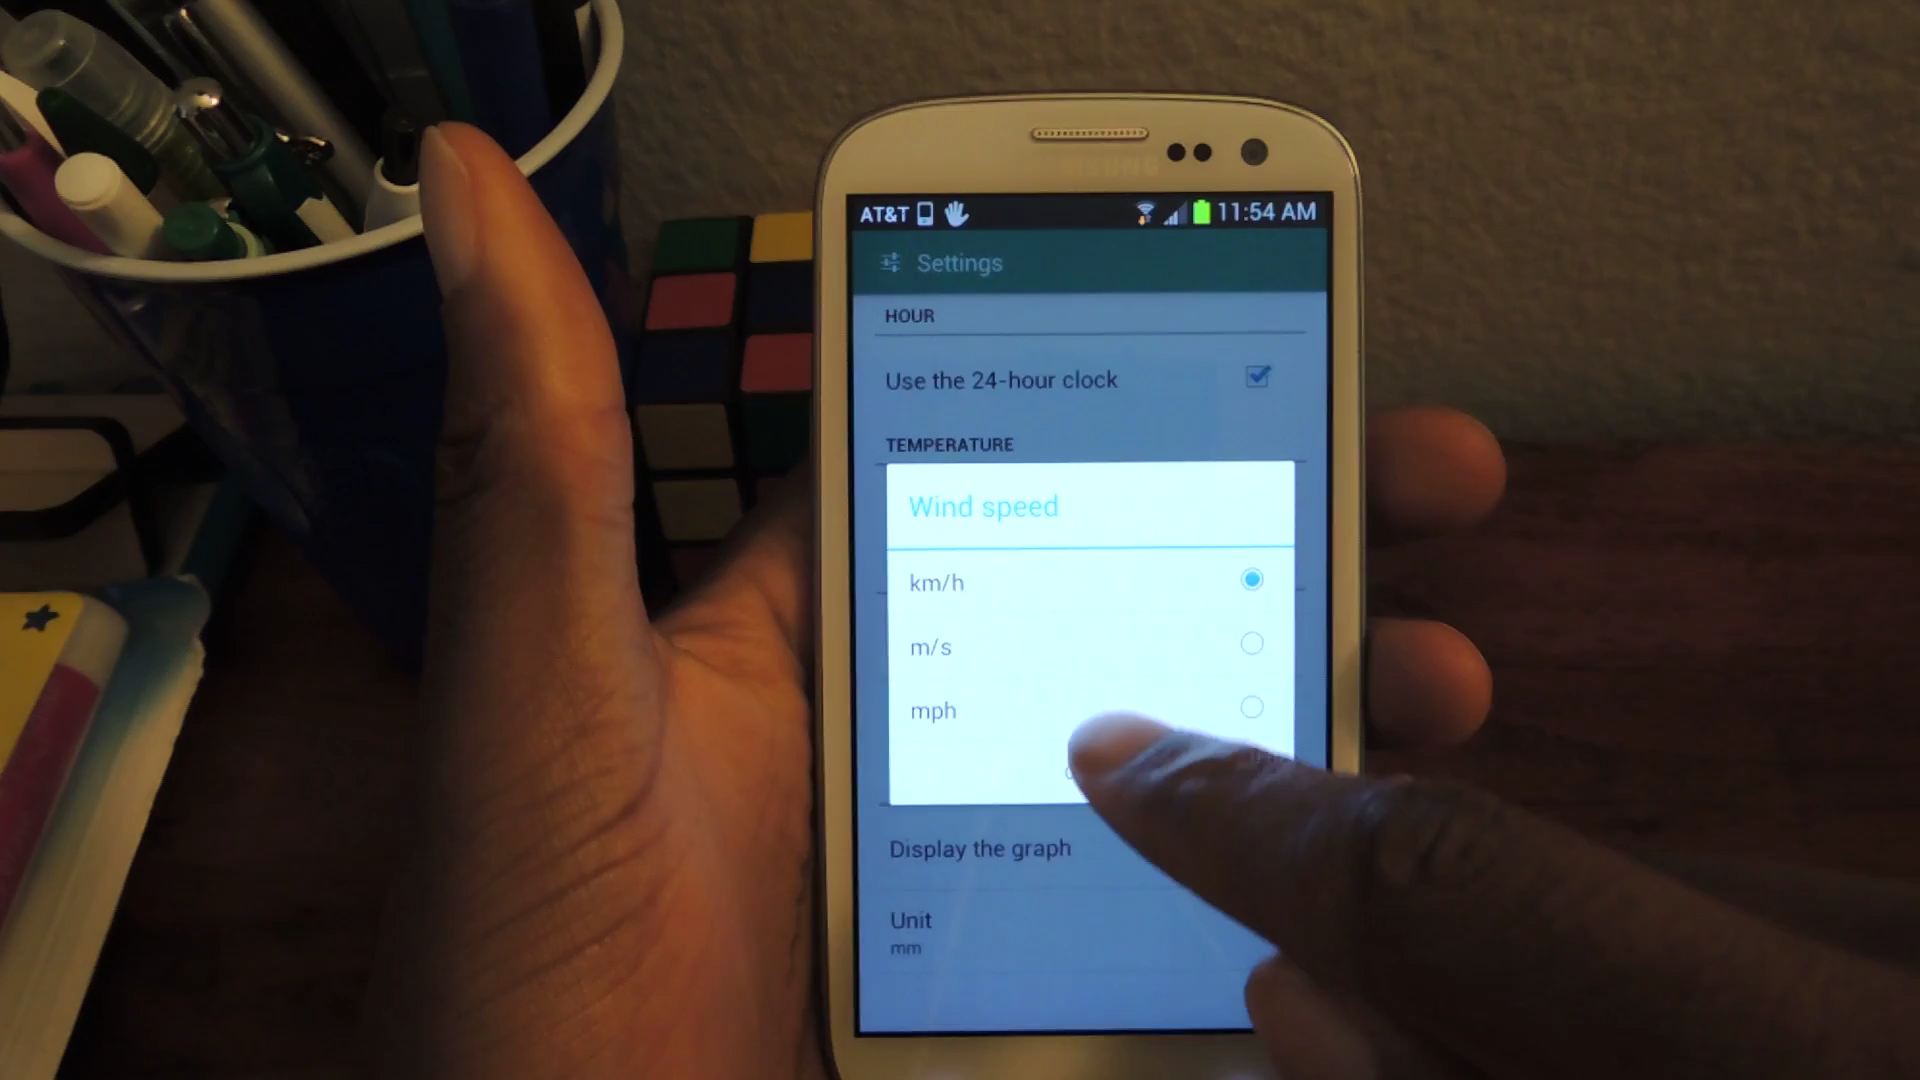 SAMSUNG
AT&T 11:54 AM
Settings
HOUR
Use the 24-hour clock
TEMPERATURE
Wind speed
km/h
m/s
mph
Display the graph
Unit
mm